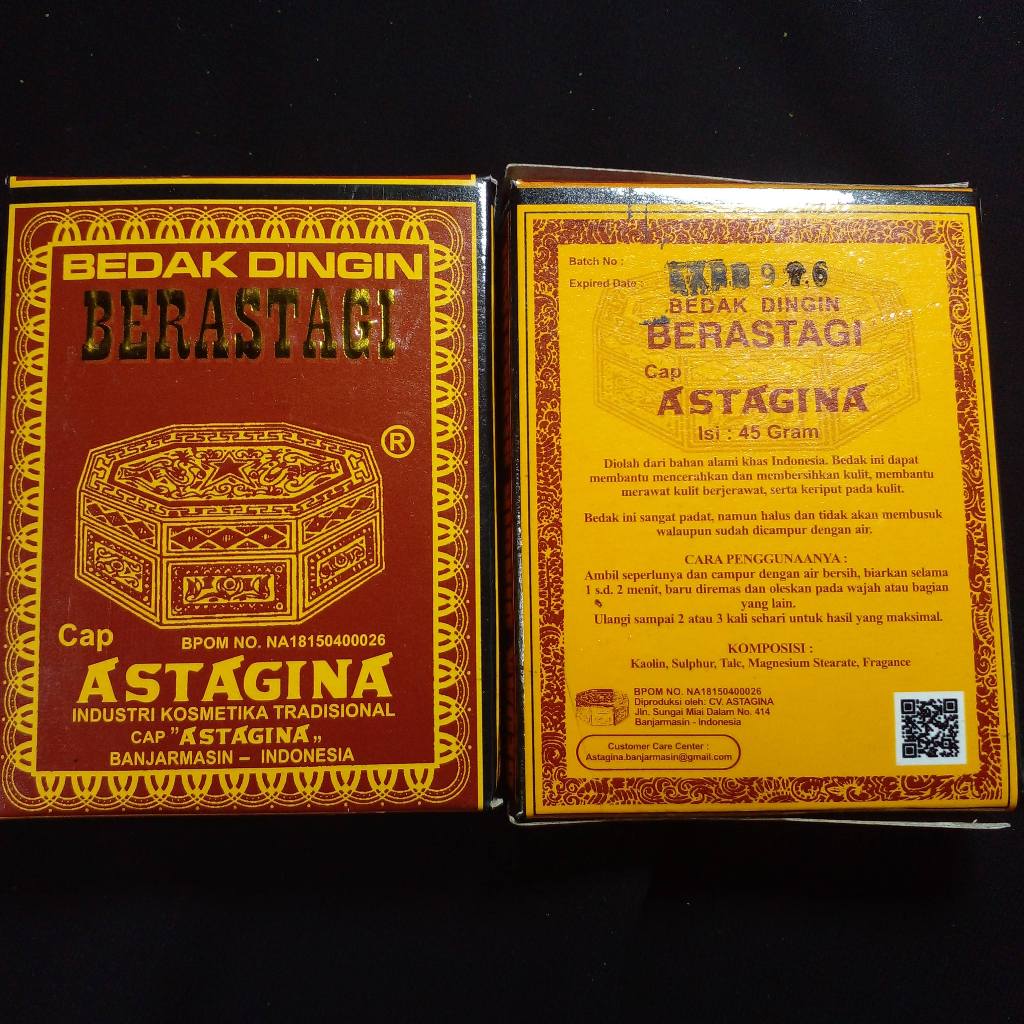 BEDAK DINGIN
BERASTAGI
®
Cap
BPOM NO. NA18150400026
ASTAGINA
INDUSTRI KOSMETIKA TRADISIONAL
CAP "ASTAGINA„
BANJARMASIN – INDONESIA
Batch No :
Expired Date :
BEDAK DINGIN
BERASTAGI
Cap
ASTAGINA
Isi : 45 Gram
Diolah dari bahan alami khas Indonesia. Bedak ini dapat
membantu mencerahkan dan membersihkan kulit, membantu
merawat kulit berjerawat, serta keriput pada kulit.
Bedak ini sangat padat, namun halus dan tidak akan membusuk
walaupun sudah dicampur dengan air.
CARA PENGGUNAANYA :
Ambil seperlunya dan campur dengan air bersih, biarkan selama
1 s.d. 2 menit, baru diremas dan oleskan pada wajah atau bagian
yang lain.
Ulangi sampai 2 atau 3 kali sehari untuk hasil yang maksimal.
KOMPOSISI :
Kaolin, Sulphur, Talc, Magnesium Stearate, Fragance
BPOM NO. NA18150400026
Diproduksi oleh: CV. ASTAGINA
Jln. Sungai Miai Dalam No. 414
Banjarmasin - Indonesia
Customer Care Center :
Astagina.banjarmasin@gmail.com